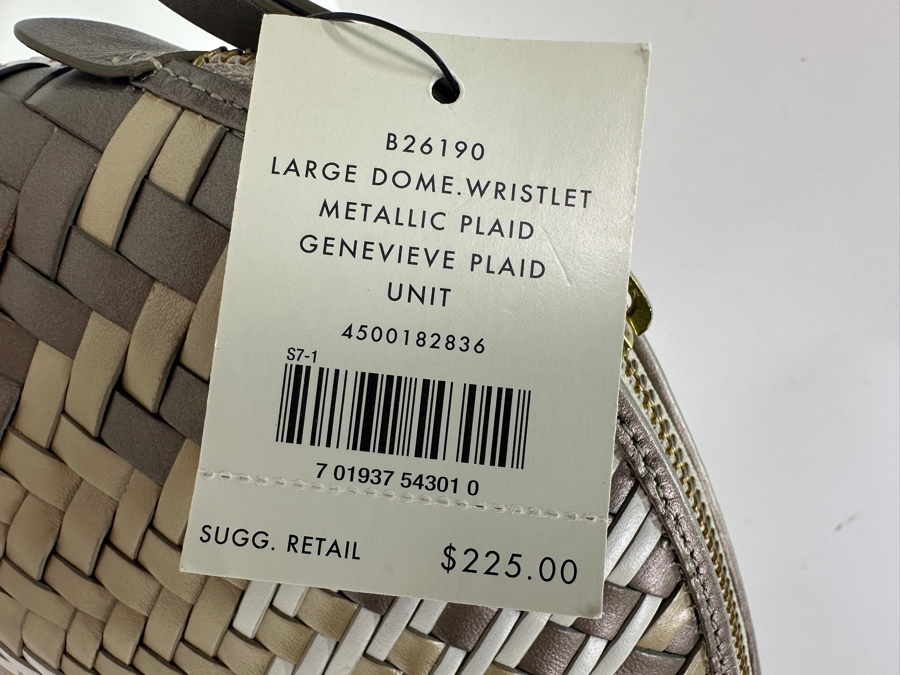 B26190
LARGE DOME.WRISTLET
METALLIC PLAID
GENEVIEVE PLAID
UNIT
4500182836
S7-1
7 01937 54301 0
SUGG. RETAIL $225.00